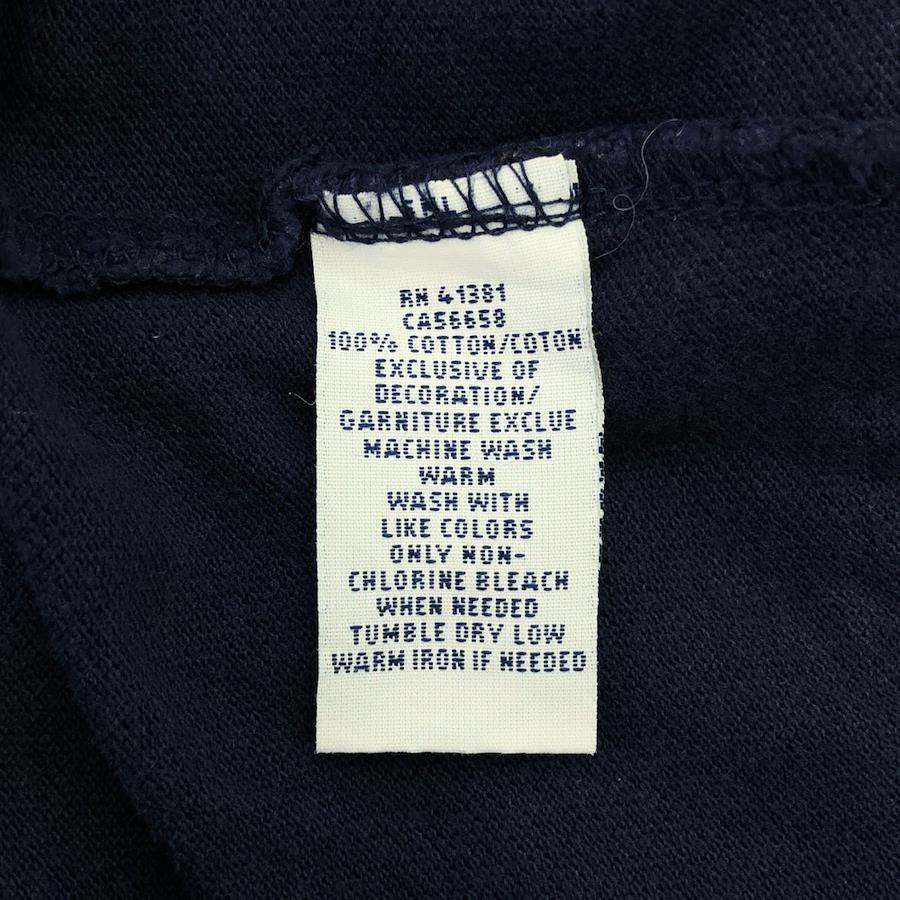 RN 41381
CA56658
100% COTTON/COTON
EXCLUSIVE OF
DECORATION/
GARNITURE EXCLUE
MACHINE WASH
WARM
WASH WITH
LIKE COLORS
ONLY NON-
CHLORINE BLEACH
WHEN NEEDED
TUMBLE DRY LOW
WARM IRON IF NEEDED